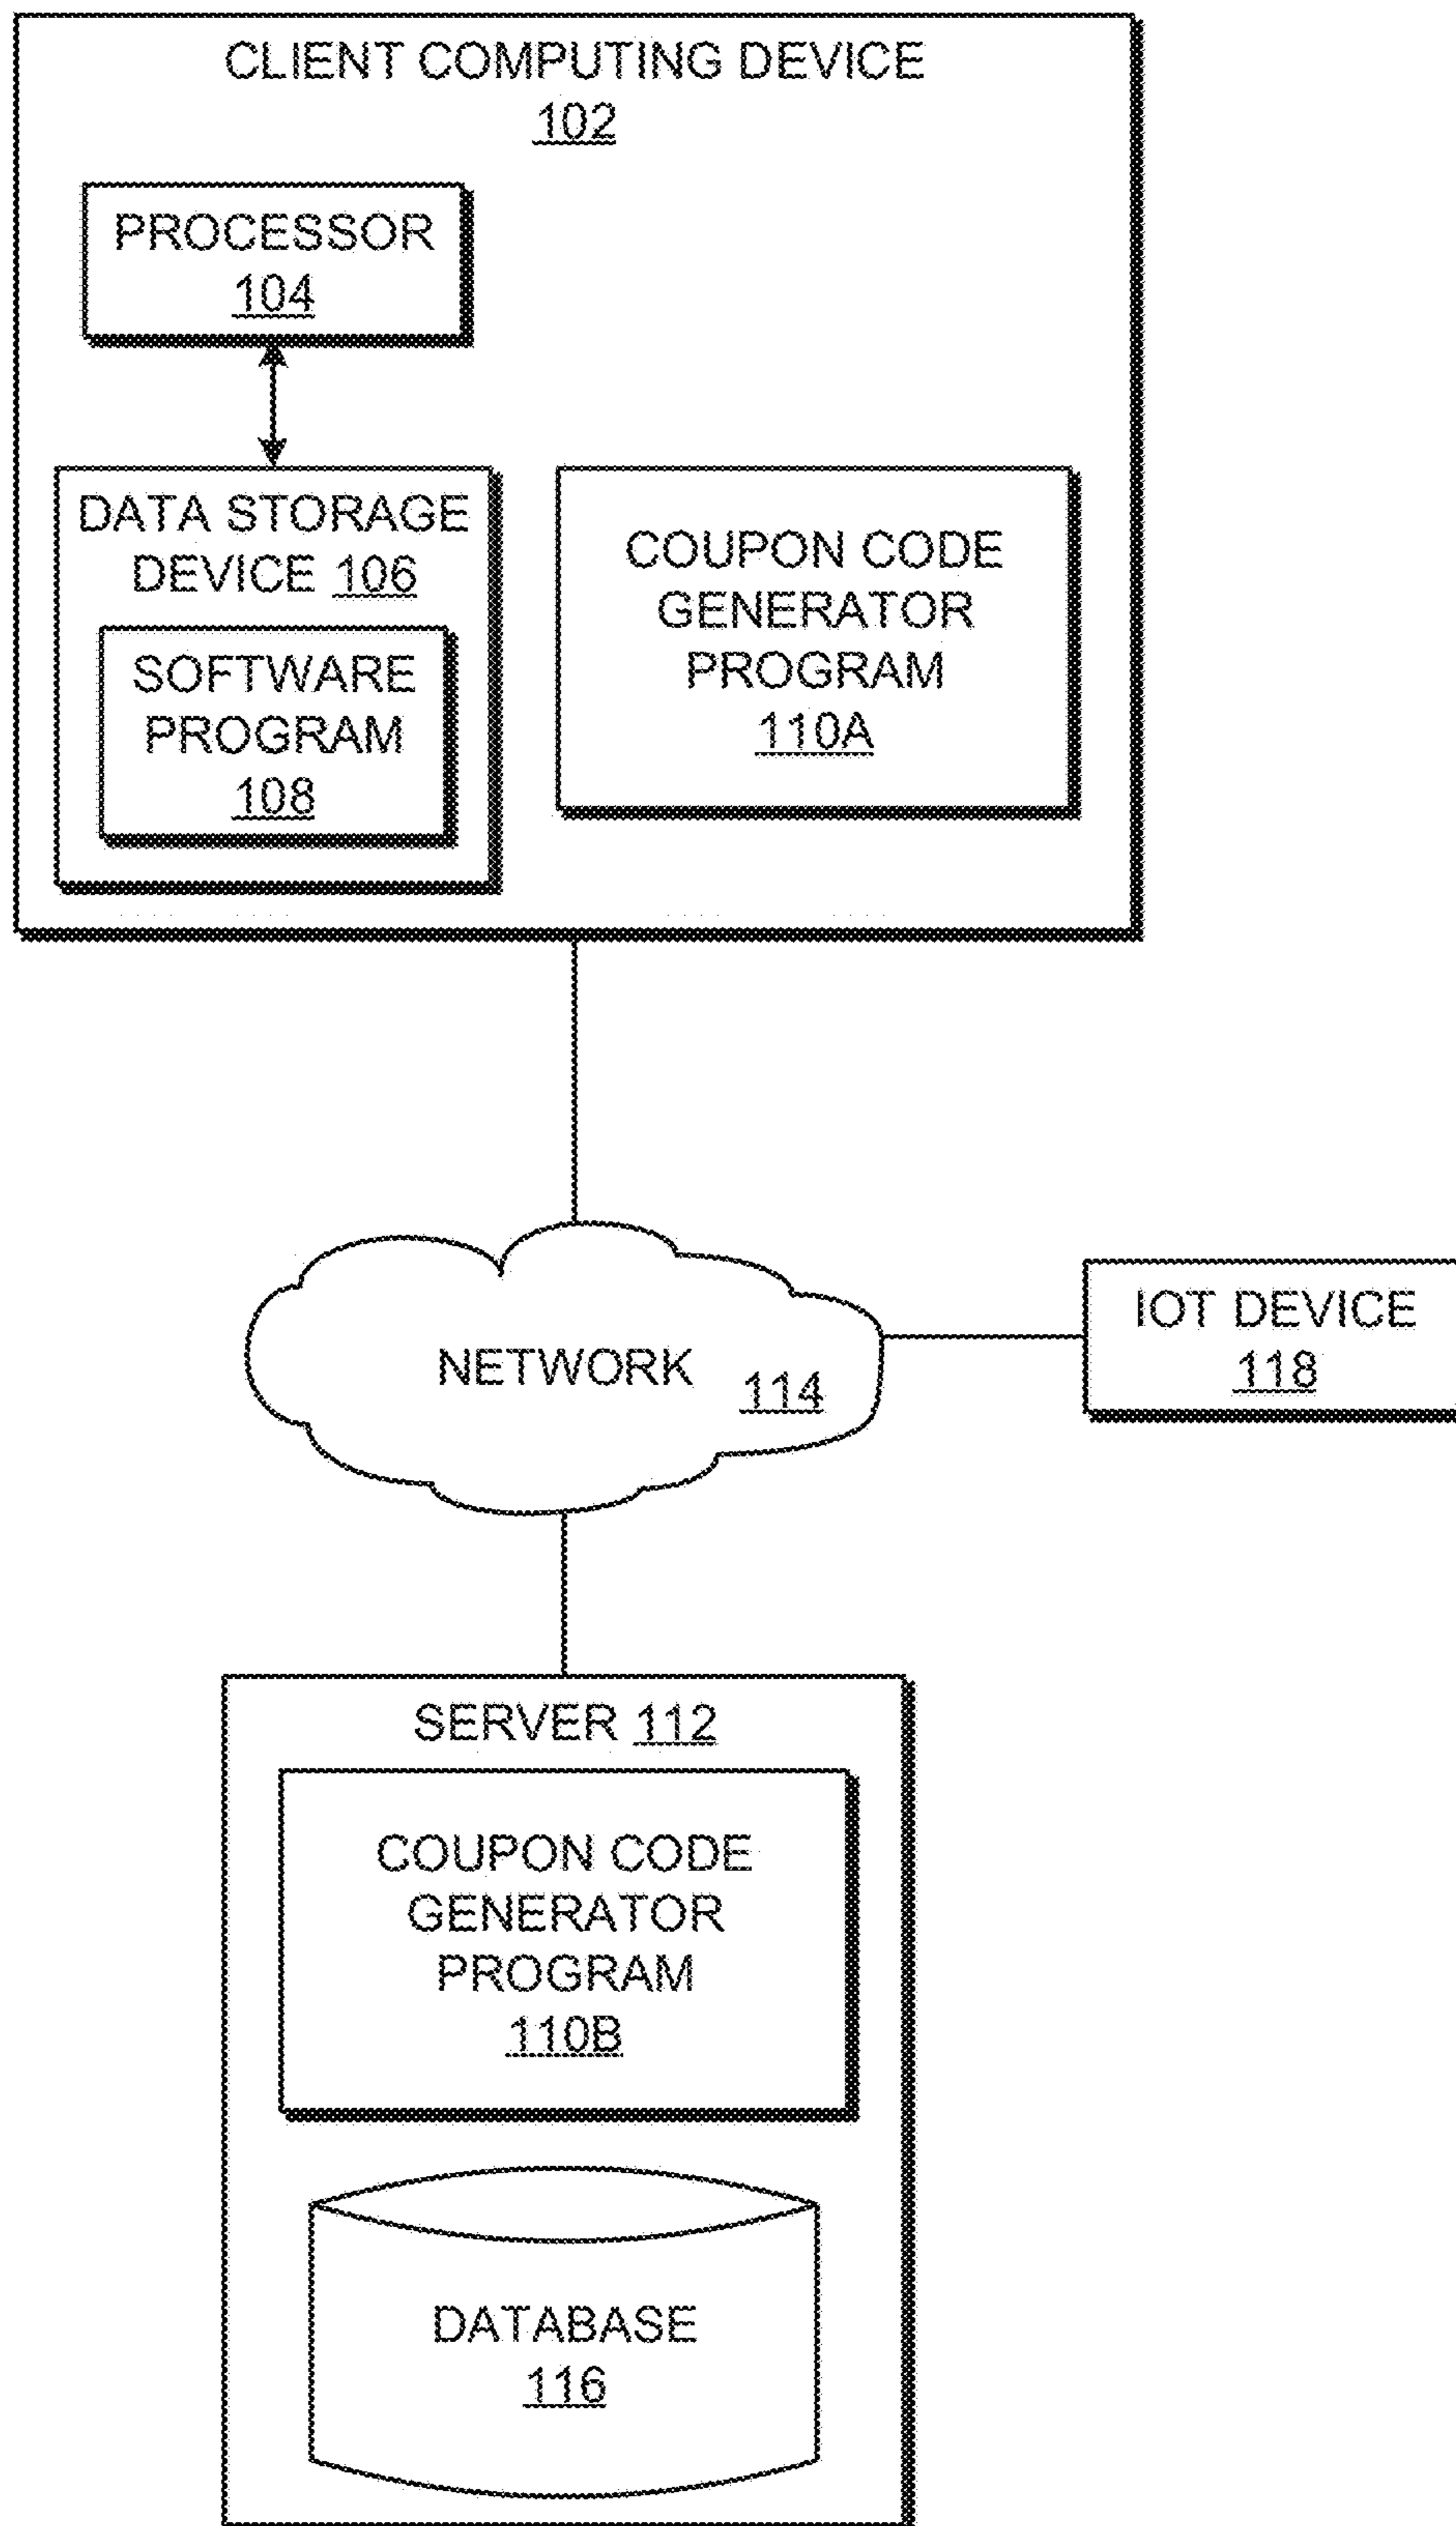 CLIENT COMPUTING DEVICE
102
PROCESSOR
104
DATA STORAGE
DEVICE 106
SOFTWARE
PROGRAM
108
COUPON CODE
GENERATOR
PROGRAM
110A
NETWORK 114
IOT DEVICE
118
SERVER 112
COUPON CODE
GENERATOR
PROGRAM
110B
DATABASE
116